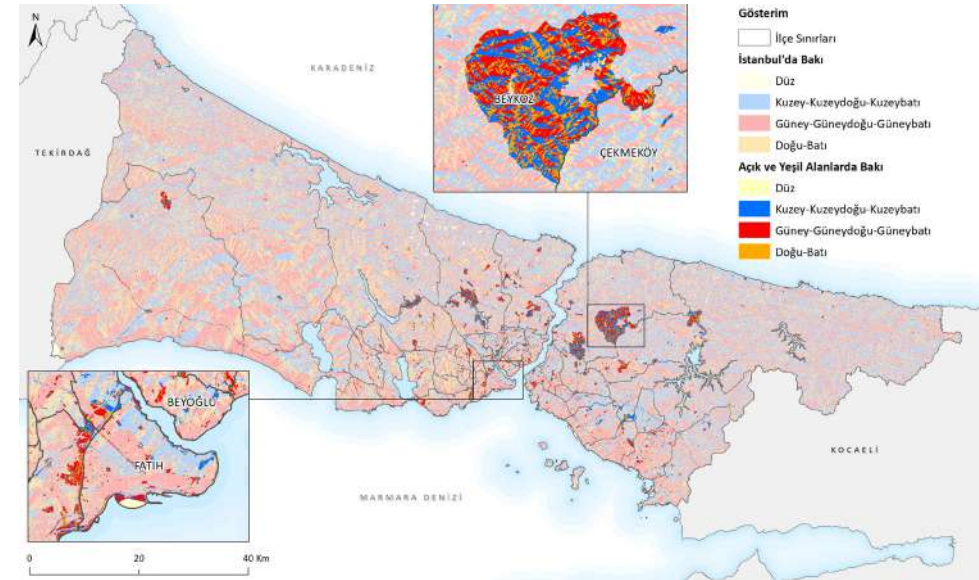 N
KARADENİZ
TEKİRDAĞ
BEYKOZ
ÇEKMEKÖY
Gösterim
İlçe Sınırları
İstanbul'da Bakı
Düz
Kuzey-Kuzeydoğu-Kuzeybatı
Güney-Güneydoğu-Güneybatı
Doğu-Batı
Açık ve Yeşil Alanlarda Bakı
Düz
Kuzey-Kuzeydoğu-Kuzeybatı
Güney-Güneydoğu-Güneybatı
Doğu-Batı
BEYOĞLU
FATİH
MARMARA DENİZİ
KOCAELİ
0 20 40 Km